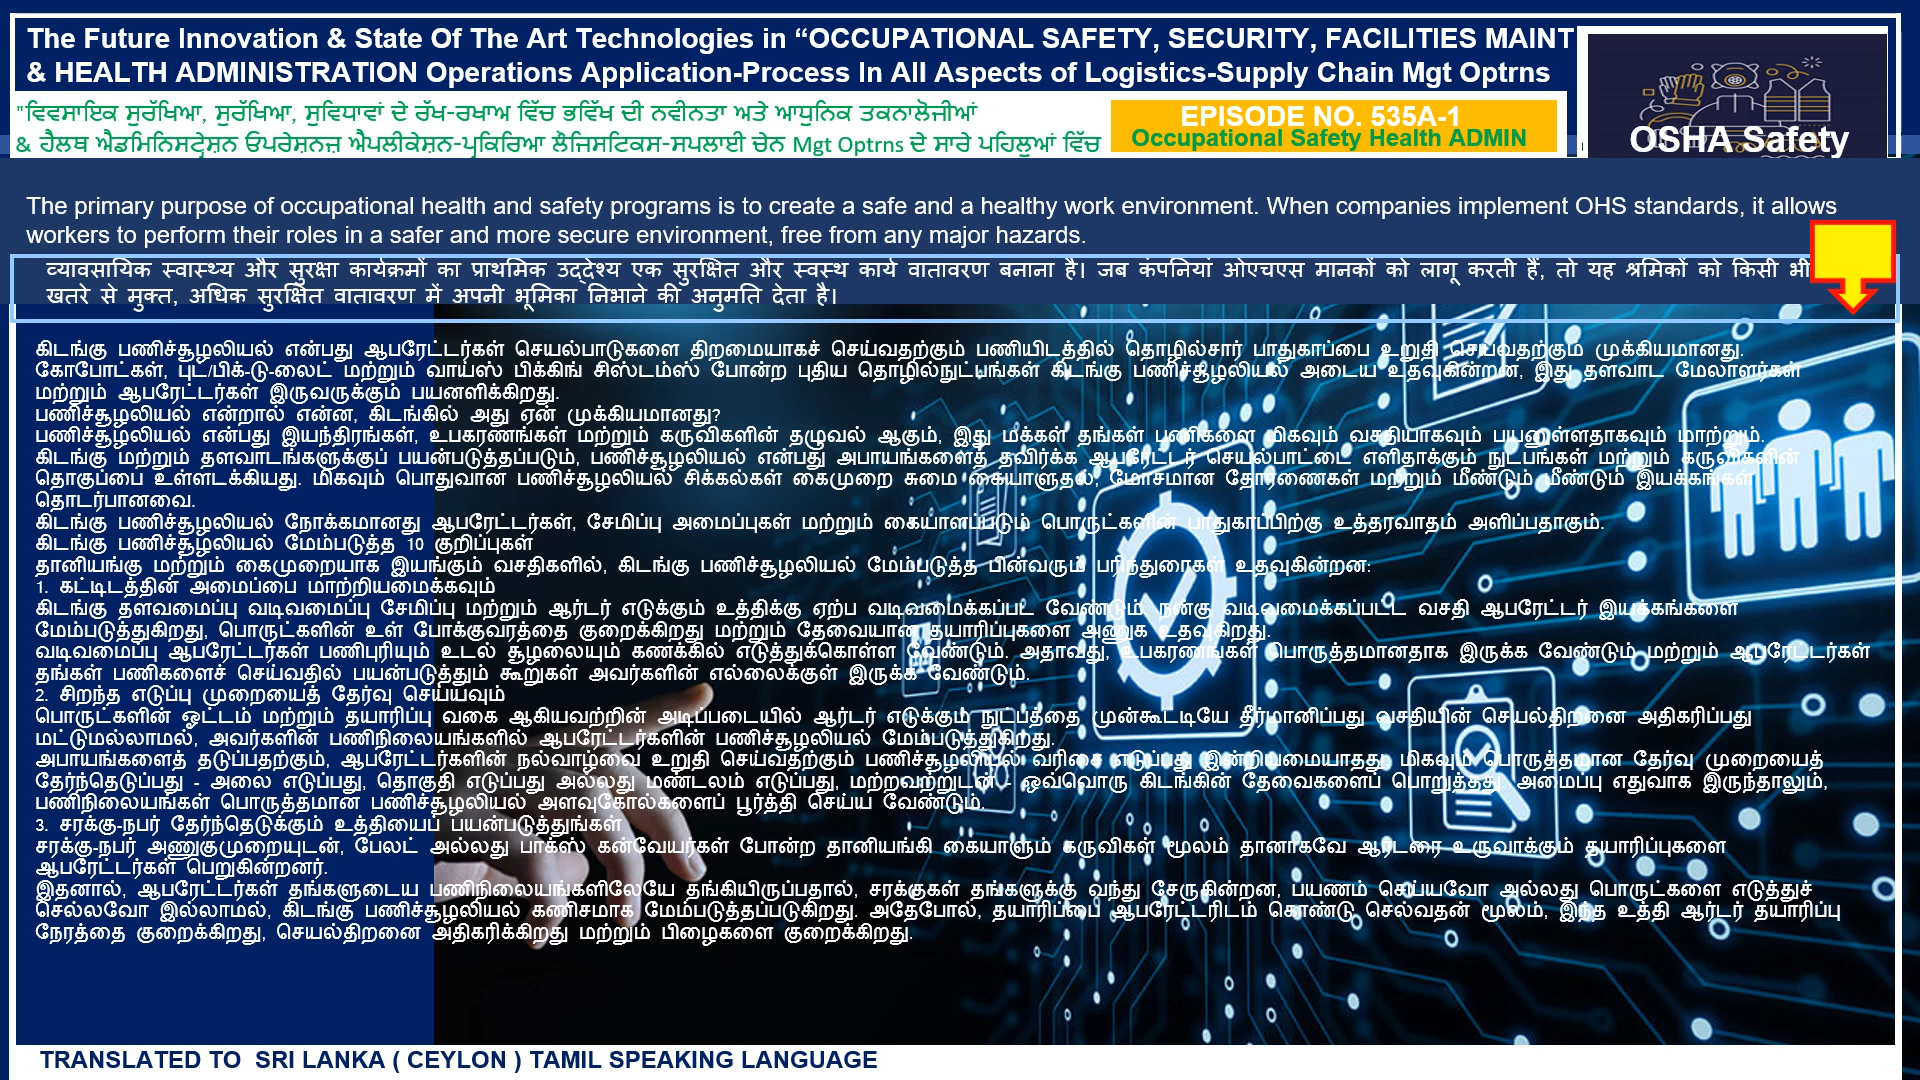 The Future Innovation & State Of The Art Technologies in “OCCUPATIONAL SAFETY, SECURITY, FACILITIES MAINT
& HEALTH ADMINISTRATION Operations Application-Process In All Aspects of Logistics-Supply Chain Mgt Optrns
"ਵਿਵਸਾਇਕ ਸੁਰੱਖਿਆ, ਸੁਰੱਖਿਆ, ਸੁਵਿਧਾਵਾਂ ਦੇ ਰੱਖ-ਰਖਾਅ ਵਿੱਚ ਭਵਿੱਖ ਦੀ ਨਵੀਨਤਾ ਅਤੇ ਆਧੁਨਿਕ ਤਕਨਾਲੋਜੀਆਂ
& ਹੈਲਥ ਐਡਮਿਨਿਸਟ੍ਰੇਸ਼ਨ ਓਪਰੇਸ਼ਨਜ਼ ਐਪਲੀਕੇਸ਼ਨ-ਪ੍ਰਕਿਰਿਆ ਲੌਜਿਸਟਿਕਸ-ਸਪਲਾਈ ਚੇਨ Mgt Optrns ਦੇ ਸਾਰੇ ਪਹਿਲੂਆਂ ਵਿੱਚ
EPISODE NO. 535A-1
Occupational Safety Health ADMIN
OSHA Safety
The primary purpose of occupational health and safety programs is to create a safe and a healthy work environment. When companies implement OHS standards, it allows
workers to perform their roles in a safer and more secure environment, free from any major hazards.
व्यावसायिक स्वास्थ्य और सुरक्षा कार्यक्रमों का प्राथमिक उद्देश्य एक सुरक्षित और स्वस्थ कार्य वातावरण बनाना है। जब कंपनियां ओएचएस मानकों को लागू करती हैं, तो यह श्रमिकों को किसी भी
खतरे से मुक्त, अधिक सुरक्षित वातावरण में अपनी भूमिका निभाने की अनुमति देता है।
கிடங்கு பணிச்சூழலியல் என்பது ஆபரேட்டர்கள் செயல்பாடுகளை திறமையாகச் செய்வதற்கும் பணியிடத்தில் தொழில்சார் பாதுகாப்பை உறுதி செய்வதற்கும் முக்கியமானது.
கோபோட்கள், புட்/பிக்-டு-லைட் மற்றும் வாய்ஸ் பிக்கிங் சிஸ்டம்ஸ் போன்ற புதிய தொழில்நுட்பங்கள் கிடங்கு பணிச்சூழலியல் அடைய உதவுகின்றன, இது தளவாட மேலாளர்கள்
மற்றும் ஆபரேட்டர்கள் இருவருக்கும் பயனளிக்கிறது.
பணிச்சூழலியல் என்றால் என்ன, கிடங்கில் அது ஏன் முக்கியமானது?
பணிச்சூழலியல் என்பது இயந்திரங்கள், உபகரணங்கள் மற்றும் கருவிகளின் தழுவல் ஆகும், இது மக்கள் தங்கள் பணிகளை மிகவும் வசதியாகவும் பயனுள்ளதாகவும் மாற்றும்.
கிடங்கு மற்றும் தளவாடங்களுக்குப் பயன்படுத்தப்படும், பணிச்சூழலியல் என்பது அபாயங்களைத் தவிர்க்க ஆபரேட்டர் செயல்பாட்டை எளிதாக்கும் நுட்பங்கள் மற்றும் கருவிகளின்
தொகுப்பை உள்ளடக்கியது. மிகவும் பொதுவான பணிச்சூழலியல் சிக்கல்கள் கைமுறை சுமை கையாளுதல், மோசமான தோரணைகள் மற்றும் மீண்டும் மீண்டும் இயக்கங்கள்
தொடர்பானவை.
கிடங்கு பணிச்சூழலியல் நோக்கமானது ஆபரேட்டர்கள், சேமிப்பு அமைப்புகள் மற்றும் கையாளப்படும் பொருட்களின் பாதுகாப்பிற்கு உத்தரவாதம் அளிப்பதாகும்.
கிடங்கு பணிச்சூழலியல் மேம்படுத்த 10 குறிப்புகள்
தானியங்கு மற்றும் கைமுறையாக இயங்கும் வசதிகளில், கிடங்கு பணிச்சூழலியல் மேம்படுத்த பின்வரும் பரிந்துரைகள் உதவுகின்றன:
1. கட்டிடத்தின் அமைப்பை மாற்றியமைக்கவும்
கிடங்கு தளவமைப்பு வடிவமைப்பு சேமிப்பு மற்றும் ஆர்டர் எடுக்கும் உத்திக்கு ஏற்ப வடிவமைக்கப்பட வேண்டும். நன்கு வடிவமைக்கப்பட்ட வசதி ஆபரேட்டர் இயக்கங்களை
மேம்படுத்துகிறது, பொருட்களின் உள் போக்குவரத்தை குறைக்கிறது மற்றும் தேவையான தயாரிப்புகளை அணுக உதவுகிறது.
வடிவமைப்பு ஆபரேட்டர்கள் பணிபுரியும் உடல் சூழலையும் கணக்கில் எடுத்துக்கொள்ள வேண்டும். அதாவது, உபகரணங்கள் பொருத்தமானதாக இருக்க வேண்டும் மற்றும் ஆபரேட்டர்கள்
தங்கள் பணிகளைச் செய்வதில் பயன்படுத்தும் கூறுகள் அவர்களின் எல்லைக்குள் இருக்க வேண்டும்.
2. சிறந்த எடுப்பு முறையைத் தேர்வு செய்யவும்
பொருட்களின் ஓட்டம் மற்றும் தயாரிப்பு வகை ஆகியவற்றின் அடிப்படையில் ஆர்டர் எடுக்கும் நுட்பத்தை முன்கூட்டியே தீர்மானிப்பது வசதியின் செயல்திறனை அதிகரிப்பது
மட்டுமல்லாமல், அவர்களின் பணிநிலையங்களில் ஆபரேட்டர்களின் பணிச்சூழலியல் மேம்படுத்துகிறது.
அபாயங்களைத் தடுப்பதற்கும், ஆபரேட்டர்களின் நல்வாழ்வை உறுதி செய்வதற்கும் பணிச்சூழலியல் வரிசை எடுப்பது இன்றியமையாதது. மிகவும் பொருத்தமான தேர்வு முறையைத்
தேர்ந்தெடுப்பது - அலை எடுப்பது, தொகுதி எடுப்பது அல்லது மண்டலம் எடுப்பது, மற்றவற்றுடன் - ஒவ்வொரு கிடங்கின் தேவைகளைப் பொறுத்தது. அமைப்பு எதுவாக இருந்தாலும்,
பணிநிலையங்கள் பொருத்தமான பணிச்சூழலியல் அளவுகோல்களைப் பூர்த்தி செய்ய வேண்டும்.
3. சரக்கு-நபர் தேர்ந்தெடுக்கும் உத்தியைப் பயன்படுத்துங்கள்
சரக்கு-நபர் அணுகுமுறையுடன், பேலட் அல்லது பாக்ஸ் கன்வேயர்கள் போன்ற தானியங்கி கையாளும் கருவிகள் மூலம் தானாகவே ஆர்டரை உருவாக்கும் தயாரிப்புகளை
ஆபரேட்டர்கள் பெறுகின்றனர்.
இதனால், ஆபரேட்டர்கள் தங்களுடைய பணிநிலையங்களிலேயே தங்கியிருப்பதால், சரக்குகள் தங்களுக்கு வந்து சேருகின்றன, பயணம் செய்யவோ அல்லது பொருட்களை எடுத்துச்
செல்லவோ இல்லாமல், கிடங்கு பணிச்சூழலியல் கணிசமாக மேம்படுத்தப்படுகிறது. அதேபோல், தயாரிப்பை ஆபரேட்டரிடம் கொண்டு செல்வதன் மூலம், இந்த உத்தி ஆர்டர் தயாரிப்பு
நேரத்தை குறைக்கிறது, செயல்திறனை அதிகரிக்கிறது மற்றும் பிழைகளை குறைக்கிறது.
TRANSLATED TO SRI LANKA ( CEYLON ) TAMIL SPEAKING LANGUAGE